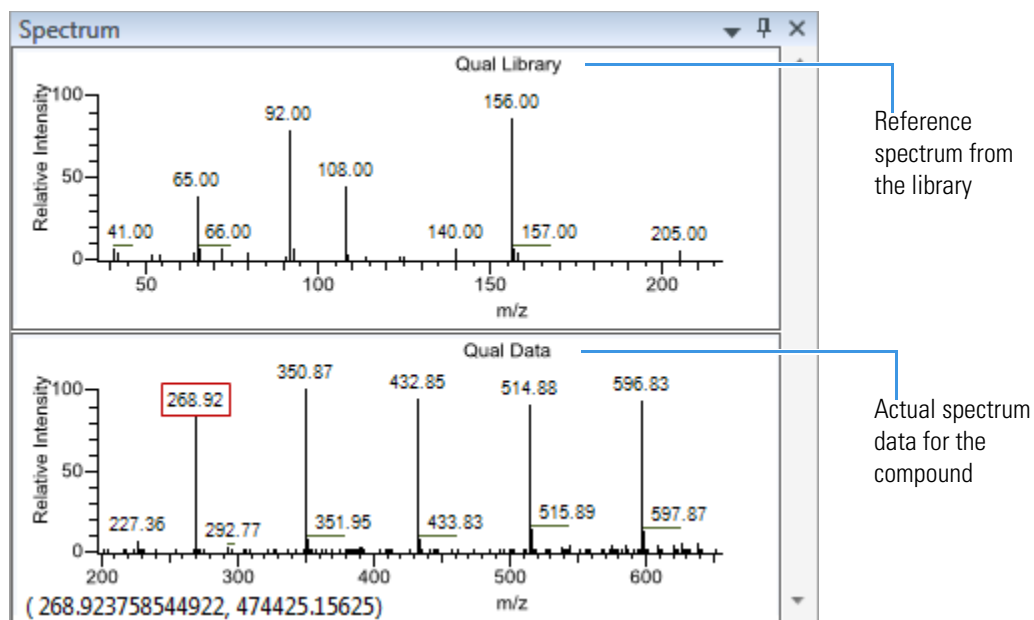 Spectrum
Qual Library
Relative Intensity
100
50
0
41.00
65.00
66.00
92.00
108.00
140.00
156.00
157.00
205.00
50
100
150
200
m/z
Reference
spectrum from
the library
Qual Data
Relative Intensity
100
50
0
227.36
268.92
292.77
350.87
351.95
432.85
433.83
514.88
515.89
596.83
597.87
200
300
400
500
600
m/z
( 268.923758544922, 474425.15625)
Actual spectrum
data for the
compound